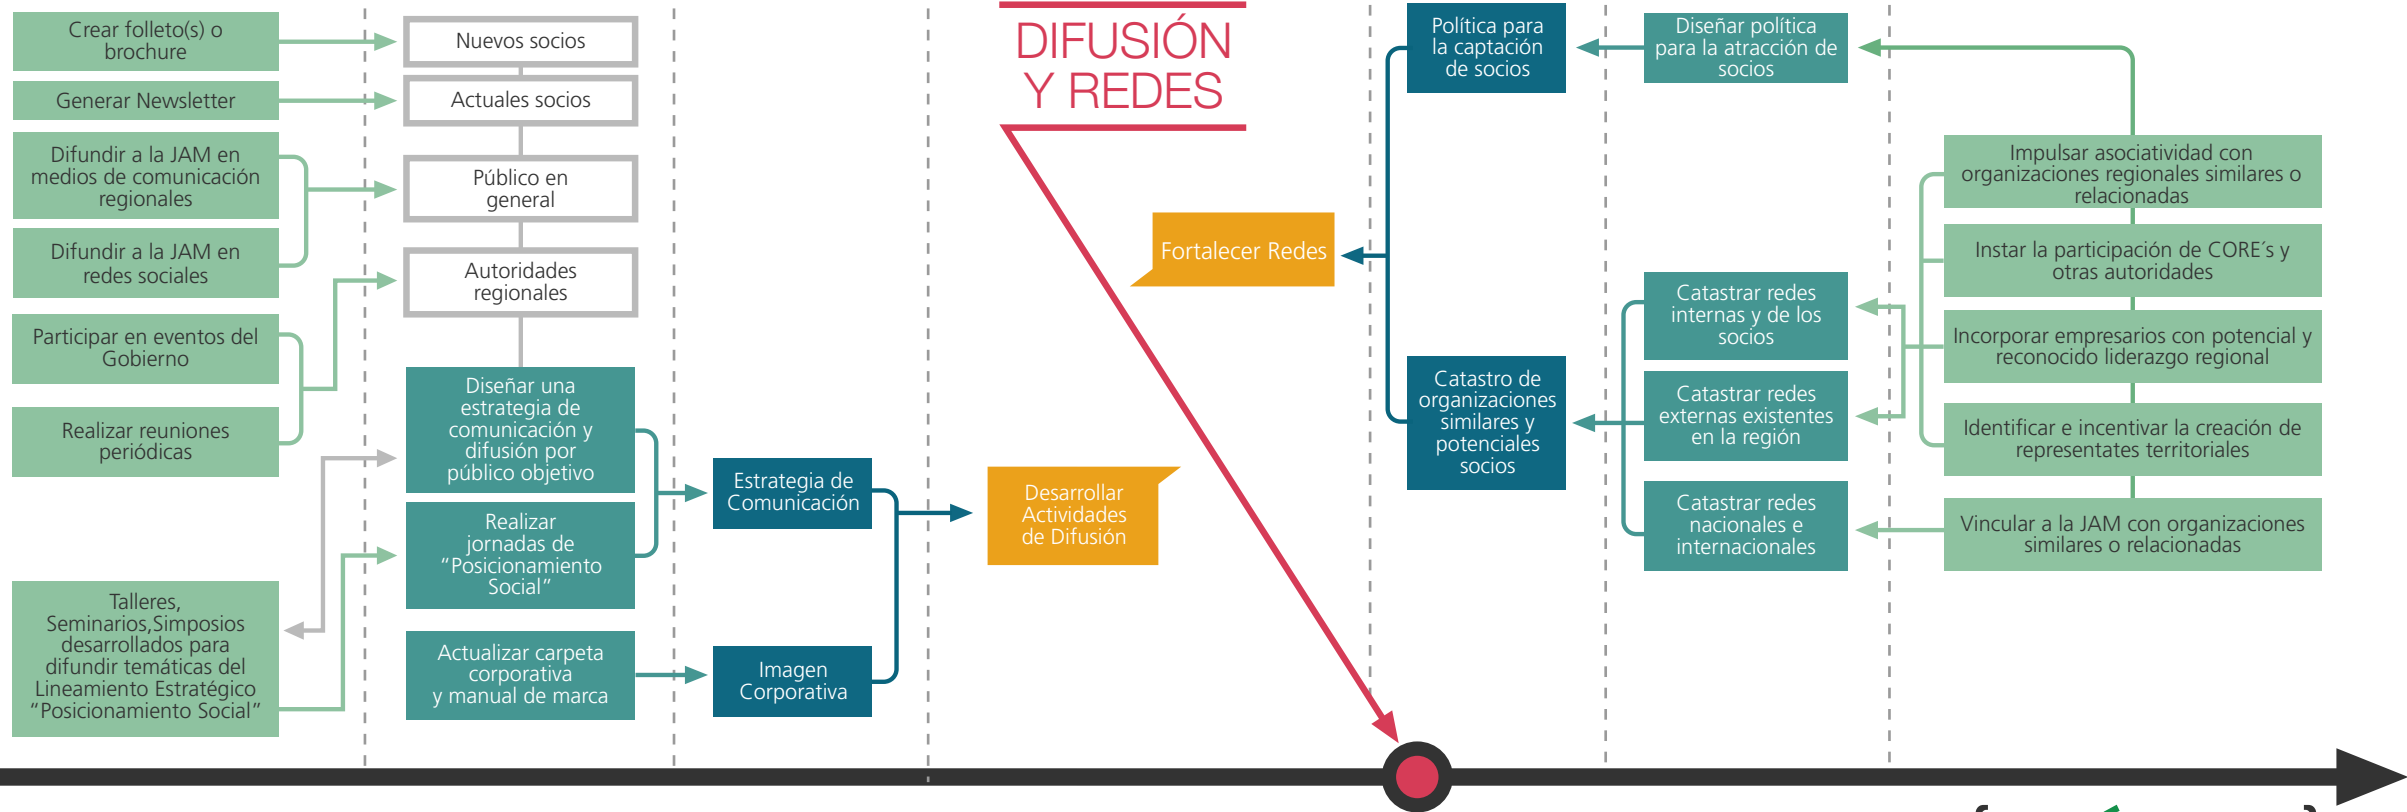 Crear folleto(s) o
brochure
Generar Newsletter
Difundir a la JAM en
medios de comunicación
regionales
Difundir a la JAM en
redes sociales
Participar en eventos del
Gobierno
Realizar reuniones
periódicas
Talleres,
Seminarios,Simposios
desarrollados para
difundir temáticas del
Lineamiento Estratégico
“Posicionamiento Social”
Nuevos socios
Actuales socios
Público en
general
Autoridades
regionales
Diseñar una
estrategia de
comunicación y
difusión por
público objetivo
Realizar
jornadas de
“Posicionamiento
Social”
Actualizar carpeta
corporativa
y manual de marca
Estrategia de
Comunicación
Imagen
Corporativa
Desarrollar
Actividades
de Difusión
DIFUSIÓN
Y REDES
Fortalecer Redes
Política para
la captación
de socios
Catastro de
organizaciones
similares y
potenciales
socios
Diseñar política
para la atracción de
socios
Catastrar redes
internas y de los
socios
Catastrar redes
externas existentes
en la región
Catastrar redes
nacionales e
internacionales
Impulsar asociatividad con
organizaciones regionales similares o
relacionadas
Instar la participación de CORE´s y
otras autoridades
Incorporar empresarios con potencial y
reconocido liderazgo regional
Identificar e incentivar la creación de
representates territoriales
Vincular a la JAM con organizaciones
similares o relacionadas